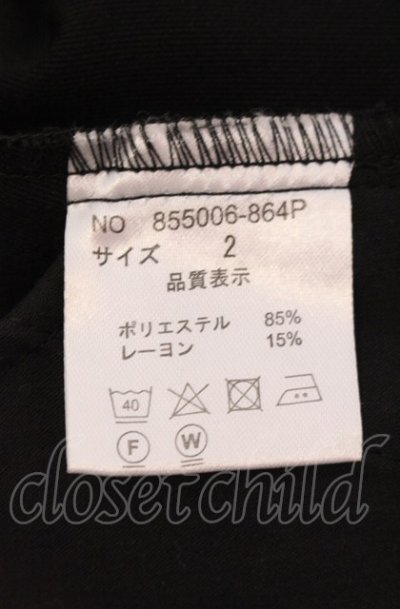 NO 855006-864P
サイズ 2
品質表示
ポリエステル 85%
レーヨン 15%
40
F W
closetchild